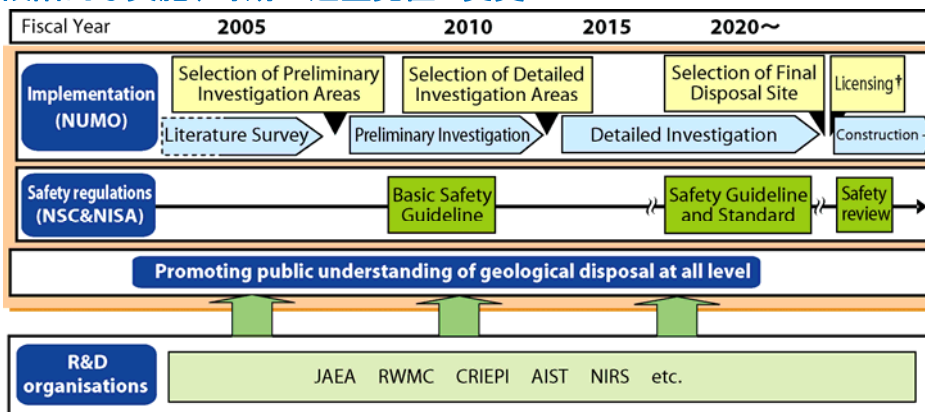 Fiscal Year 2005 2010 2015 2020～
Implementation
(NUMO)
Selection of Preliminary
Investigation Areas
Selection of Detailed
Investigation Areas
Selection of Final
Disposal Site
Licensing†
Literature Survey
Preliminary Investigation
Detailed Investigation
Construction
Safety regulations
(NSC&NISA)
Basic Safety
Guideline
Safety Guideline
and Standard
Safety
review
Promoting public understanding of geological disposal at all level
R&D
organisations
JAEA RWMC CRIEPI AIST NIRS etc.